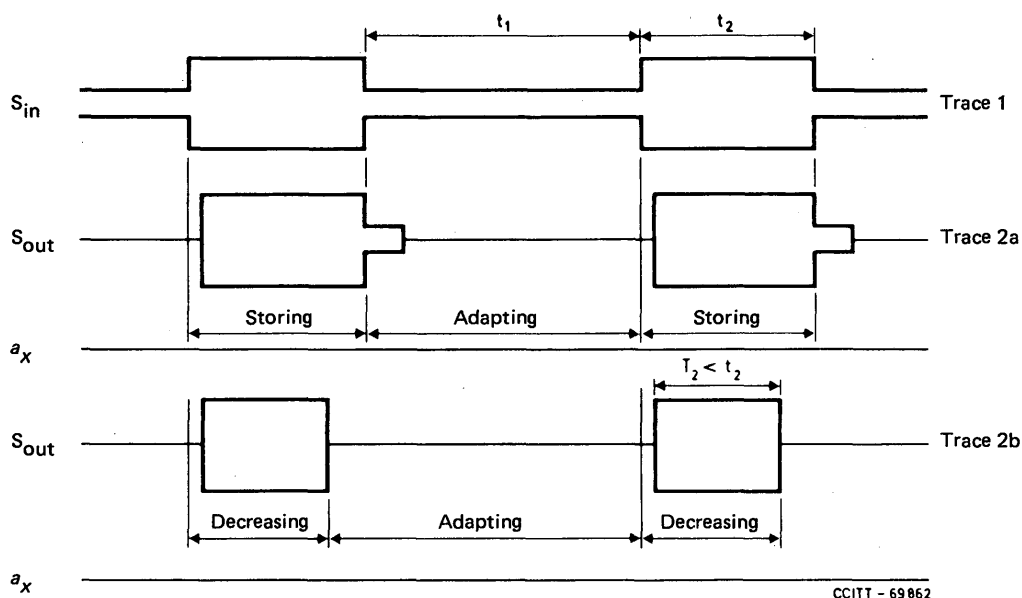 t1 t2
Sin Trace 1
Sout Trace 2a
Storing Adapting Storing
ax
T2 < t2
Sout Trace 2b
Decreasing Adapting Decreasing
ax
CCITT - 69862